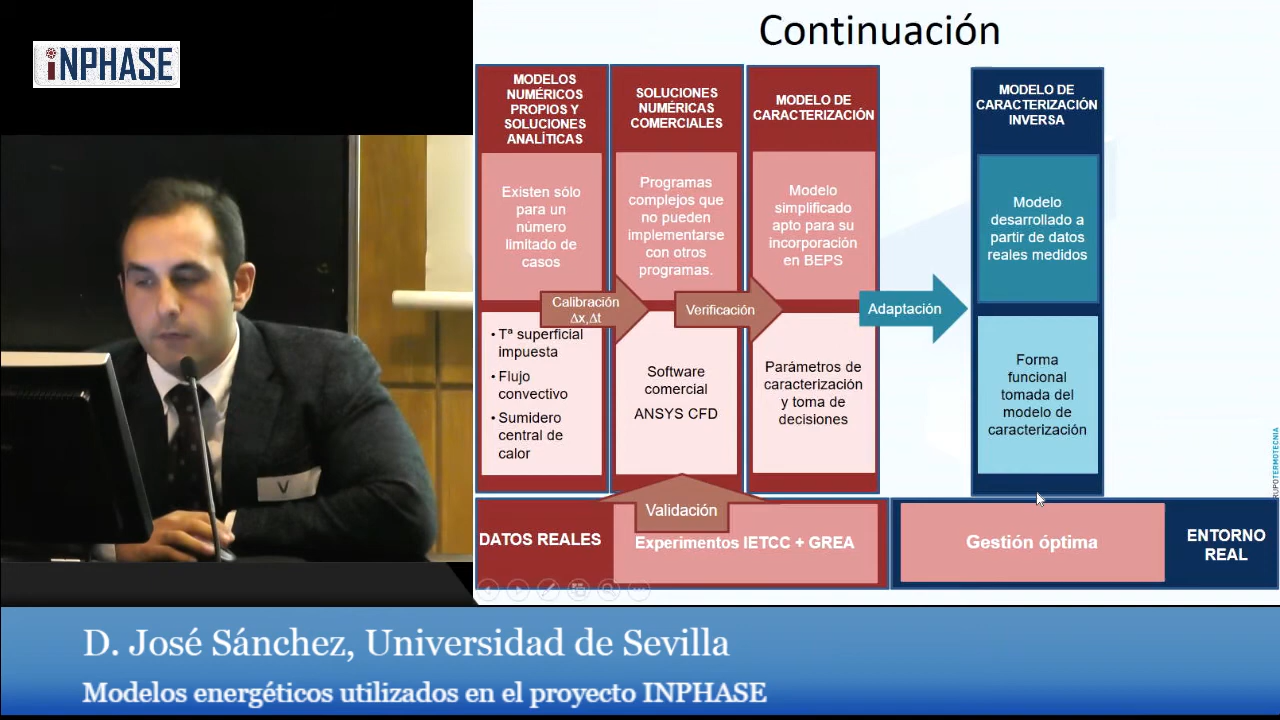 iNPHASE
Continuación
MODELOS
NUMÉRICOS
PROPIOS Y
SOLUCIONES
ANALÍTICAS
Existen sólo
para un
número
limitado de
casos
• Tª superficial
impuesta
• Flujo
convectivo
• Sumidero
central de
calor
Calibración
Δx,Δt
SOLUCIONES
NUMÉRICAS
COMERCIALES
Programas
complejos que
no pueden
implementarse
con otros
programas.
Software
comercial
ANSYS CFD
Verificación
MODELO DE
CARACTERIZACIÓN
Modelo
simplificado
apto para su
incorporación
en BEPS
Parámetros de
caracterización
y toma de
decisiones
Adaptación
MODELO DE
CARACTERIZACIÓN
INVERSA
Modelo
desarrollado a
partir de datos
reales medidos
Forma
funcional
tomada del
modelo de
caracterización
DATOS REALES
Validación
Experimentos IETCC + GREA
Gestión óptima
ENTORNO
REAL
RUPOTERMOTECNIA
V
D. José Sánchez, Universidad de Sevilla
Modelos energéticos utilizados en el proyecto INPHASE